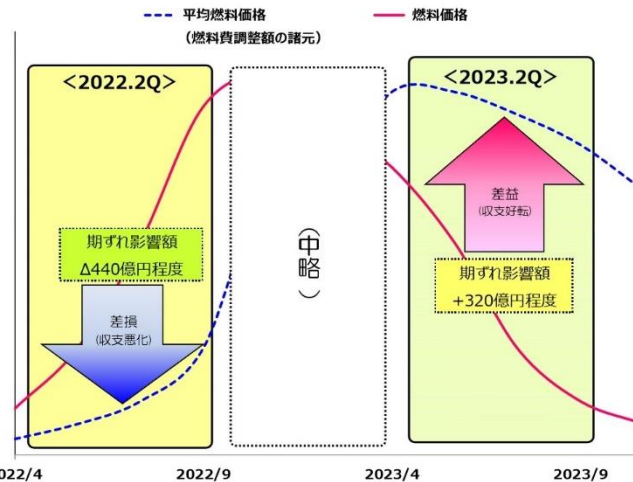 平均燃料価格
(燃料費調整額の諸元)
燃料価格
<2022.2Q>
<2023.2Q>
期ずれ影響額
Δ440億円程度
差損
(収支悪化)
(中略)
差益
(収支好転)
期ずれ影響額
+320億円程度
022/4
2022/9
2023/4
2023/9